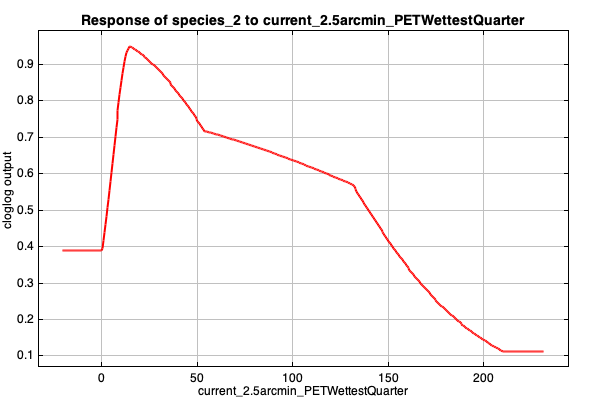 Response of species_2 to current_2.5arcmin_PETWettestQuarter
0.9
0.8
0.7
0.6
0.5
0.4
0.3
0.2
0.1
cloglog output
0 50 100 150 200
current_2.5arcmin_PETWettestQuarter